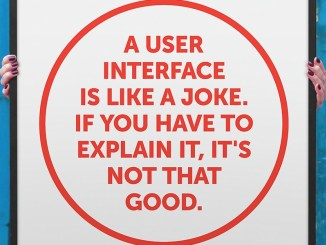 A USER
INTERFACE
IS LIKE A JOKE.
IF YOU HAVE TO
EXPLAIN IT, IT'S
NOT THAT
GOOD.